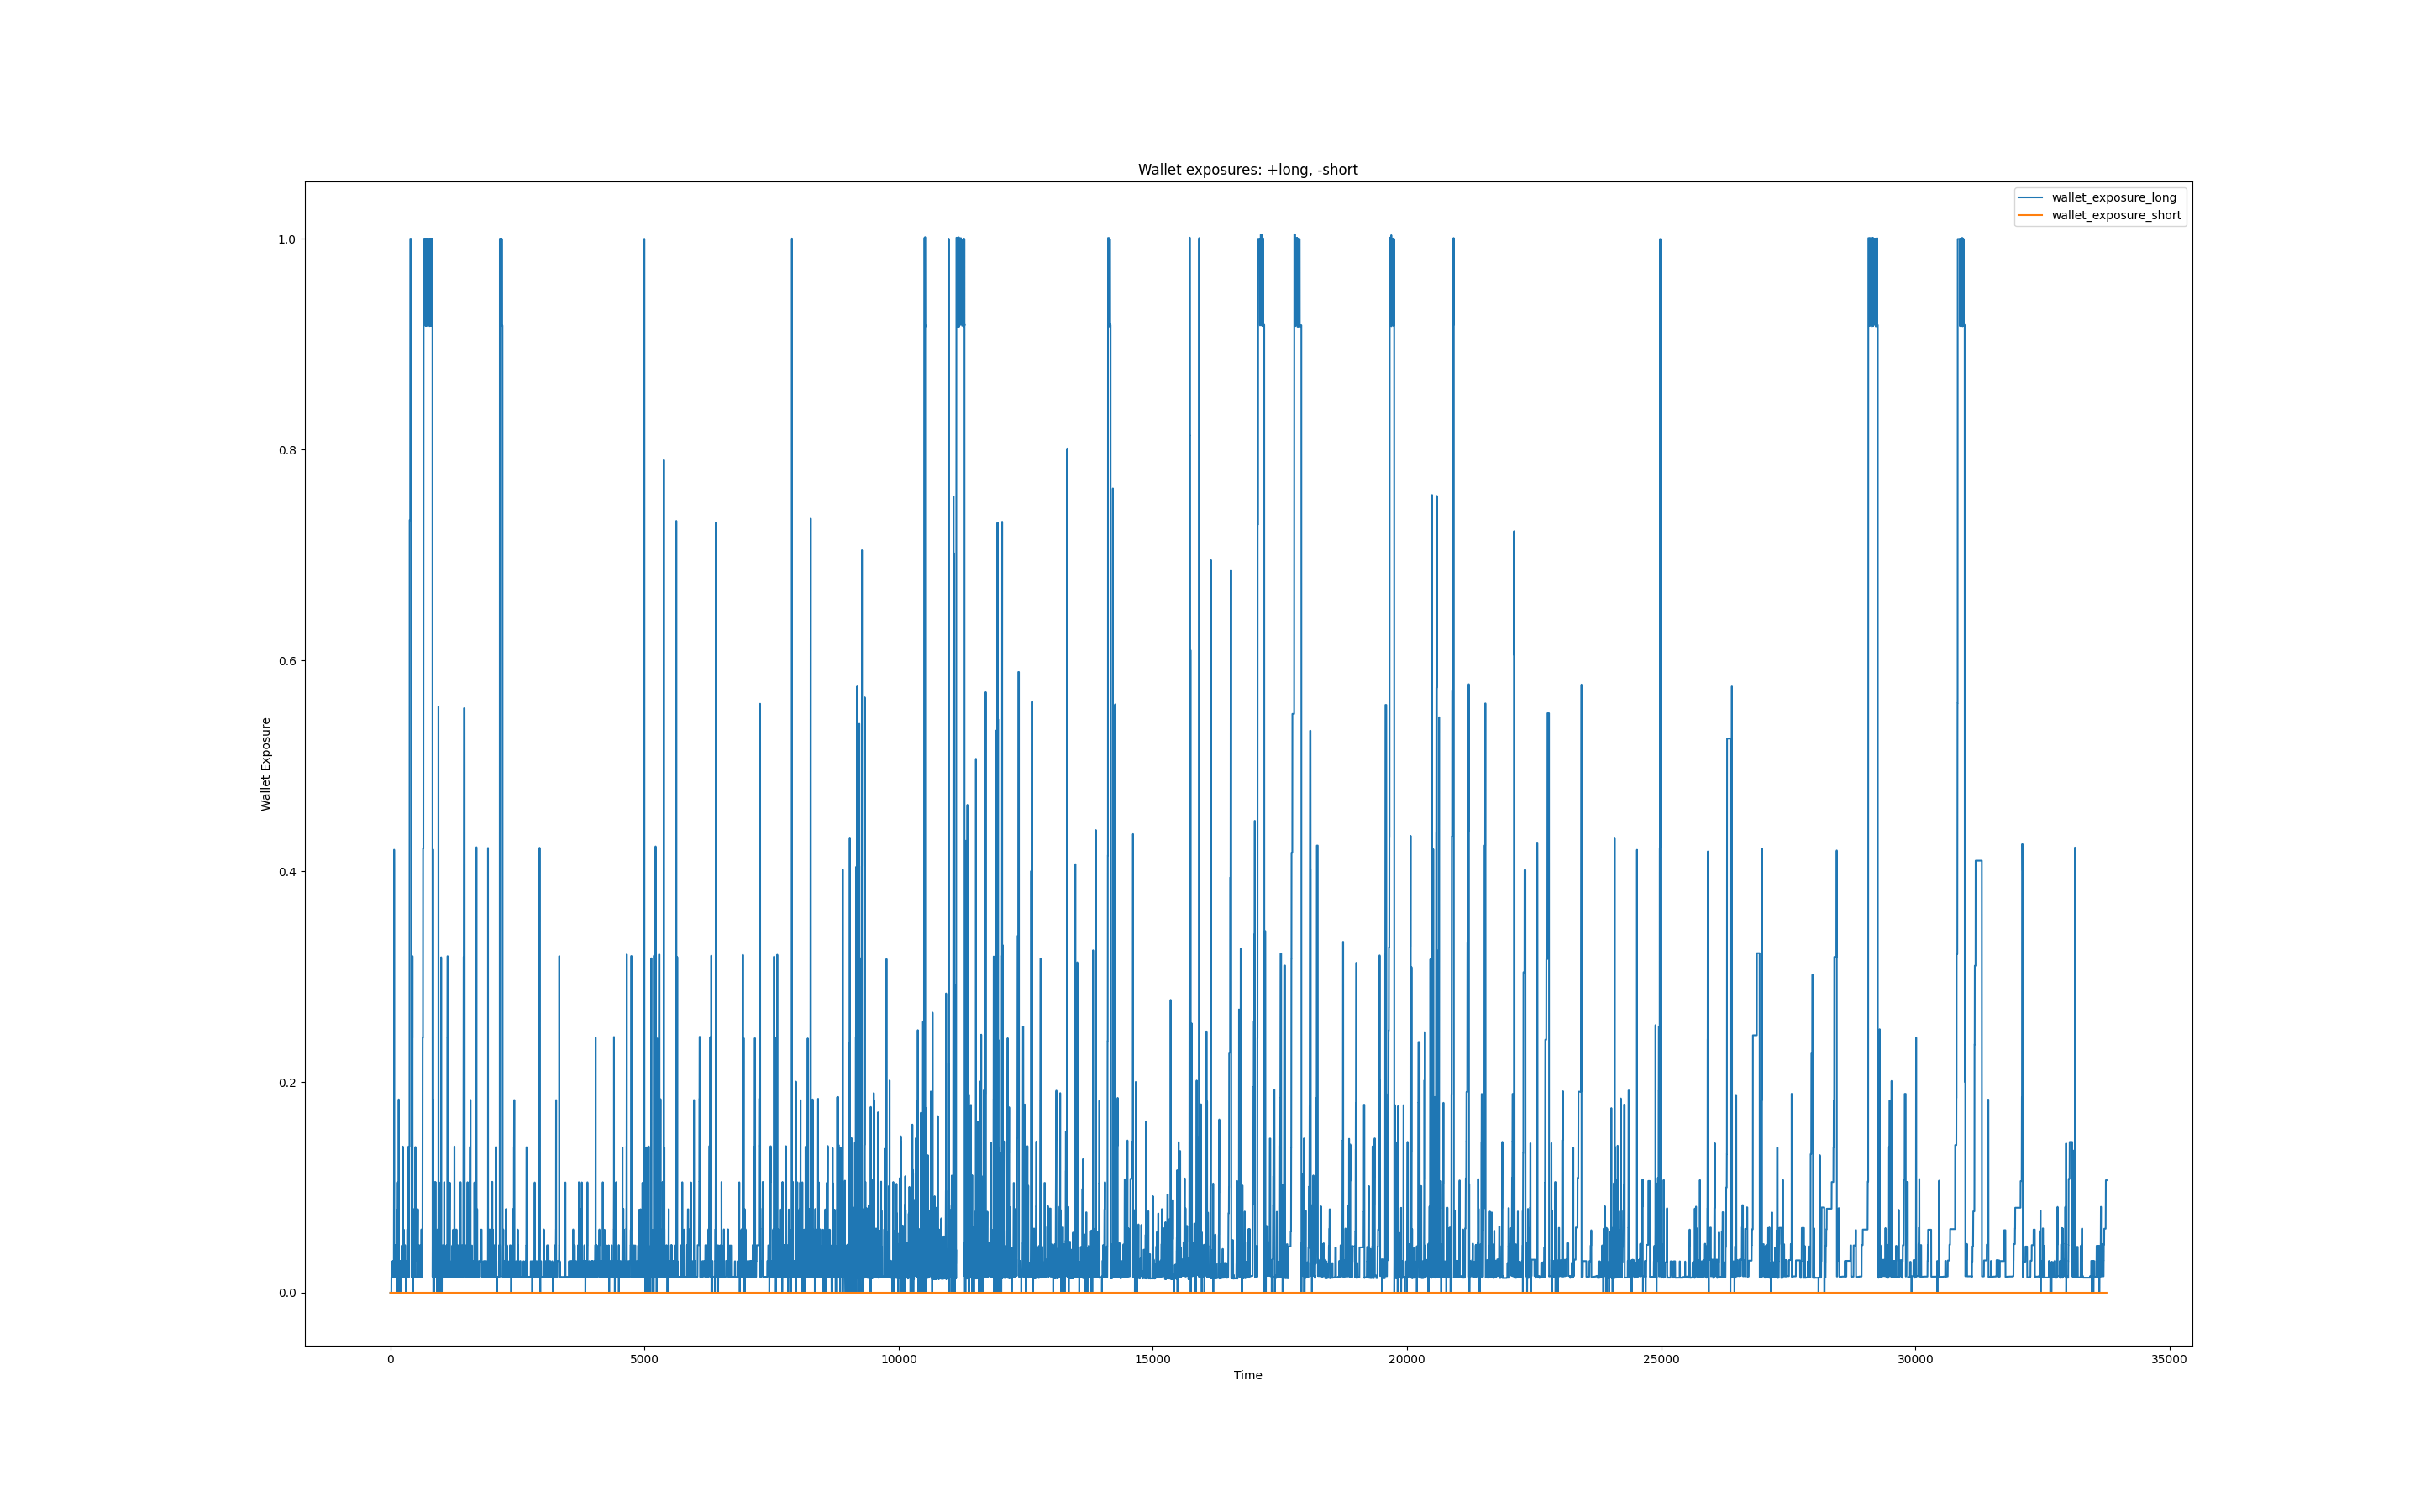 Wallet exposures: +long, -short
wallet_exposure_long
wallet_exposure_short
1.0
0.8
0.6
0.4
0.2
0.0
Wallet Exposure
0 5000 10000 15000 20000 25000 30000 35000
Time